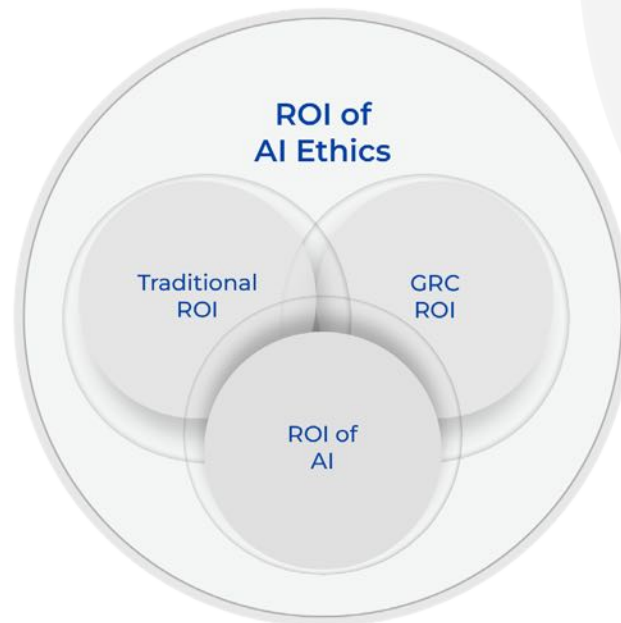 ROI of
AI Ethics
Traditional
ROI
GRC
ROI
ROI of
AI